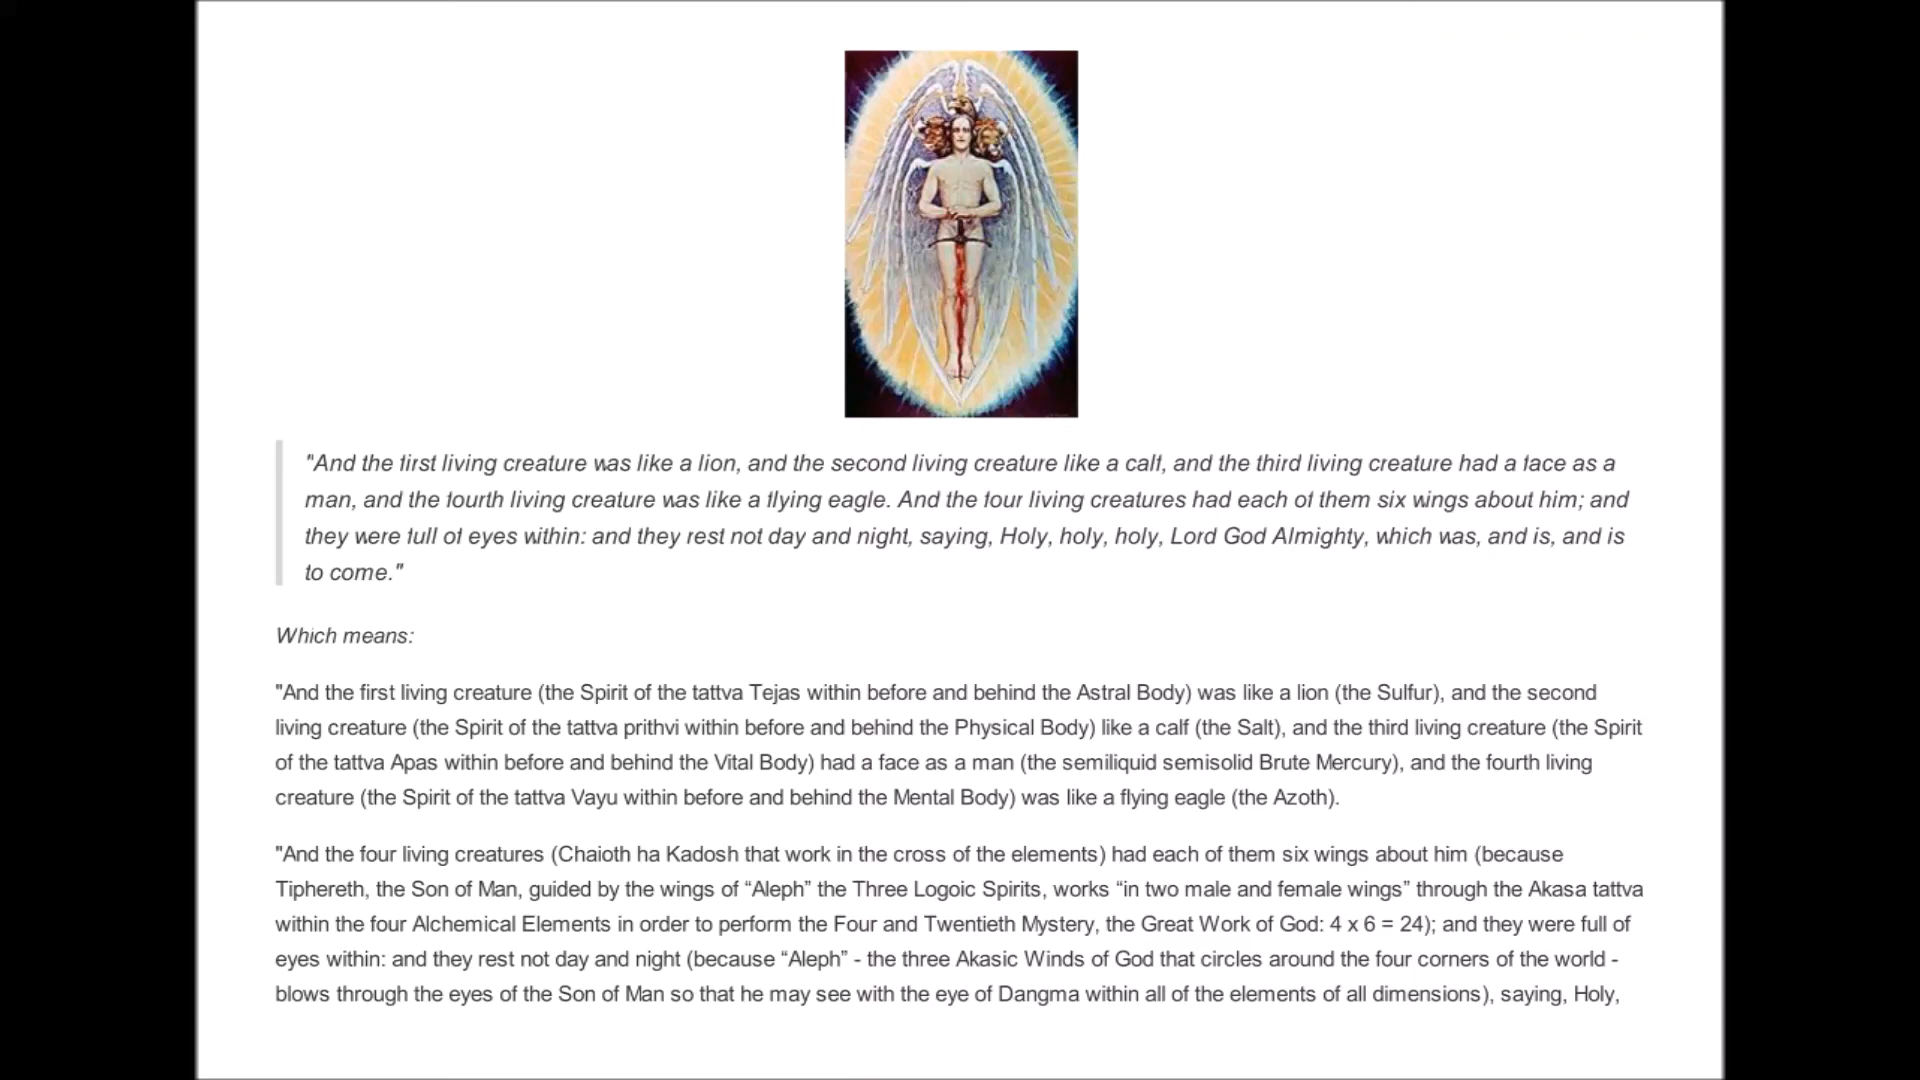 "And the first living creature was like a lion, and the second living creature like a calf, and the third living creature had a face as a
man, and the fourth living creature was like a flying eagle. And the four living creatures had each of them six wings about him; and
they were full of eyes within: and they rest not day and night, saying, Holy, holy, holy, Lord God Almighty, which was, and is, and is
to come."
Which means:
"And the first living creature (the Spirit of the tattva Tejas within before and behind the Astral Body) was like a lion (the Sulfur), and the second
living creature (the Spirit of the tattva prithvi within before and behind the Physical Body) like a calf (the Salt), and the third living creature (the Spirit
of the tattva Apas within before and behind the Vital Body) had a face as a man (the semiliquid semisolid Brute Mercury), and the fourth living
creature (the Spirit of the tattva Vayu within before and behind the Mental Body) was like a flying eagle (the Azoth).
"And the four living creatures (Chaioth ha Kadosh that work in the cross of the elements) had each of them six wings about him (because
Tiphereth, the Son of Man, guided by the wings of “Aleph” the Three Logoic Spirits, works “in two male and female wings” through the Akasa tattva
within the four Alchemical Elements in order to perform the Four and Twentieth Mystery, the Great Work of God: 4 x 6 = 24); and they were full of
eyes within: and they rest not day and night (because “Aleph” - the three Akasic Winds of God that circles around the four corners of the world -
blows through the eyes of the Son of Man so that he may see with the eye of Dangma within all of the elements of all dimensions), saying, Holy,